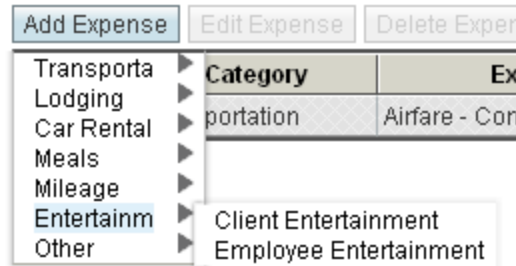 Add Expense Edit Expense Delete Exper
Transporta
Category Ex
Lodging
Car Rental
portation Airfare - Con
Meals
Mileage
Entertainm
Client Entertainment
Other
Employee Entertainment